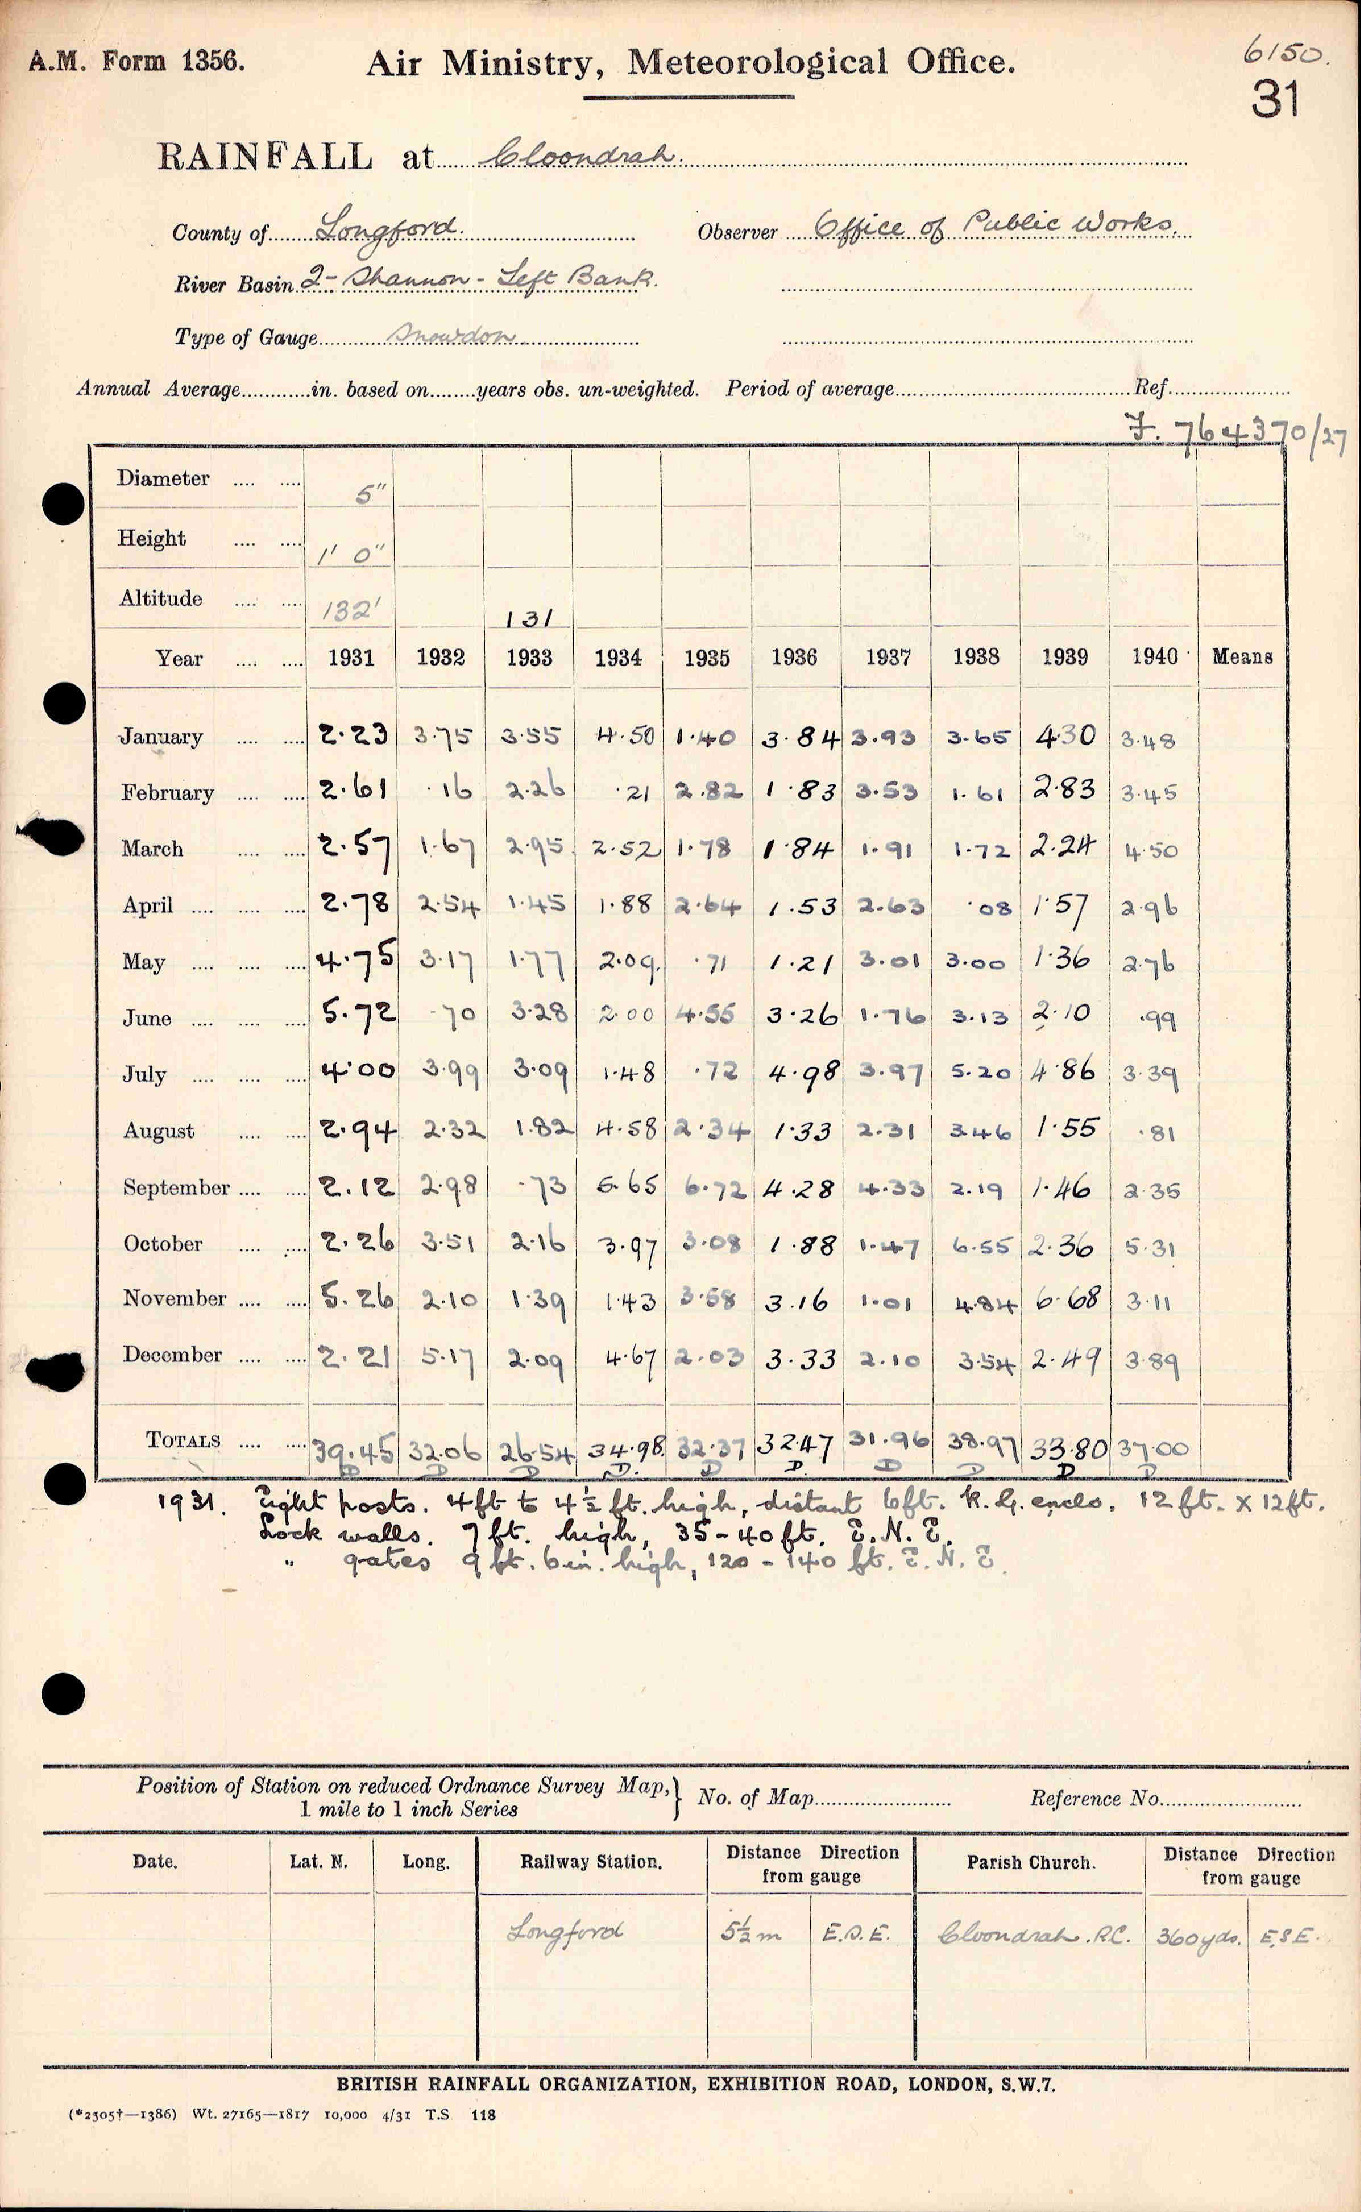 A.M. Form 1356. Air Ministry, Meteorological Office. 6150.
31
RAINFALL at Cloondrah.
County of Longford. Observer Office of Public Works.
River Basin 2 - Shannon - Left Bank.
Type of Gauge Snowdon
Annual Average in. based on years obs. un-weighted. Period of average Ref.
F. 764370/27
Diameter 5"
Height 1' 0"
Altitude 132' 131
Year 1931 1932 1933 1934 1935 1936 1937 1938 1939 1940 Means
January 2.23 3.75 3.55 4.50 1.40 3.84 3.93 3.65 4.30 3.48
February 2.61 .16 2.26 .21 2.82 1.83 3.53 1.61 2.83 3.45
March 2.57 1.67 2.95 2.52 1.78 1.84 1.91 1.72 2.24 4.50
April 2.78 2.54 1.45 1.88 2.64 1.53 2.63 .08 1.57 2.96
May 4.75 3.17 1.77 2.09 .71 1.21 3.01 3.00 1.36 2.76
June 5.72 .70 3.28 2.00 4.55 3.26 1.76 3.13 2.10 .99
July 4.00 3.99 3.09 1.48 .72 4.98 3.97 5.20 4.86 3.39
August 2.94 2.32 1.82 4.58 2.34 1.33 2.31 3.46 1.55 .81
September 2.12 2.98 .73 5.65 6.72 4.28 4.33 2.19 1.46 2.35
October 2.26 3.51 2.16 3.97 3.08 1.88 1.47 6.55 2.36 5.31
November 5.26 2.10 1.39 1.43 3.58 3.16 1.01 4.84 6.68 3.11
December 2.21 5.17 2.09 4.67 2.03 3.33 2.10 3.54 2.49 3.89
TOTALS 39.45 32.06 26.54 34.98 32.37 32.47 31.96 38.97 33.80 37.00
D D D D. D D. D D D D
1931. Eight posts. 4ft to 4½ ft. high, distant 6ft. R.G. enclo. 12ft. x 12ft.
Lock walls. 7ft. high, 35-40ft. E.N.E.
" gates 9ft. 6in. high, 120 - 140 ft. E.N.E.
Position of Station on reduced Ordnance Survey Map, 1 mile to 1 inch Series } No. of Map Reference No.
Date. Lat. N. Long. Railway Station. Distance Direction from gauge Parish Church. Distance Direction from gauge
Longford 5½ m E.S.E. Cloondrah. R.C. 360 yds. E.S.E.
BRITISH RAINFALL ORGANIZATION, EXHIBITION ROAD, LONDON, S.W.7.
(*2505†—1386) Wt. 27165—1817 10,000 4/31 T.S. 118